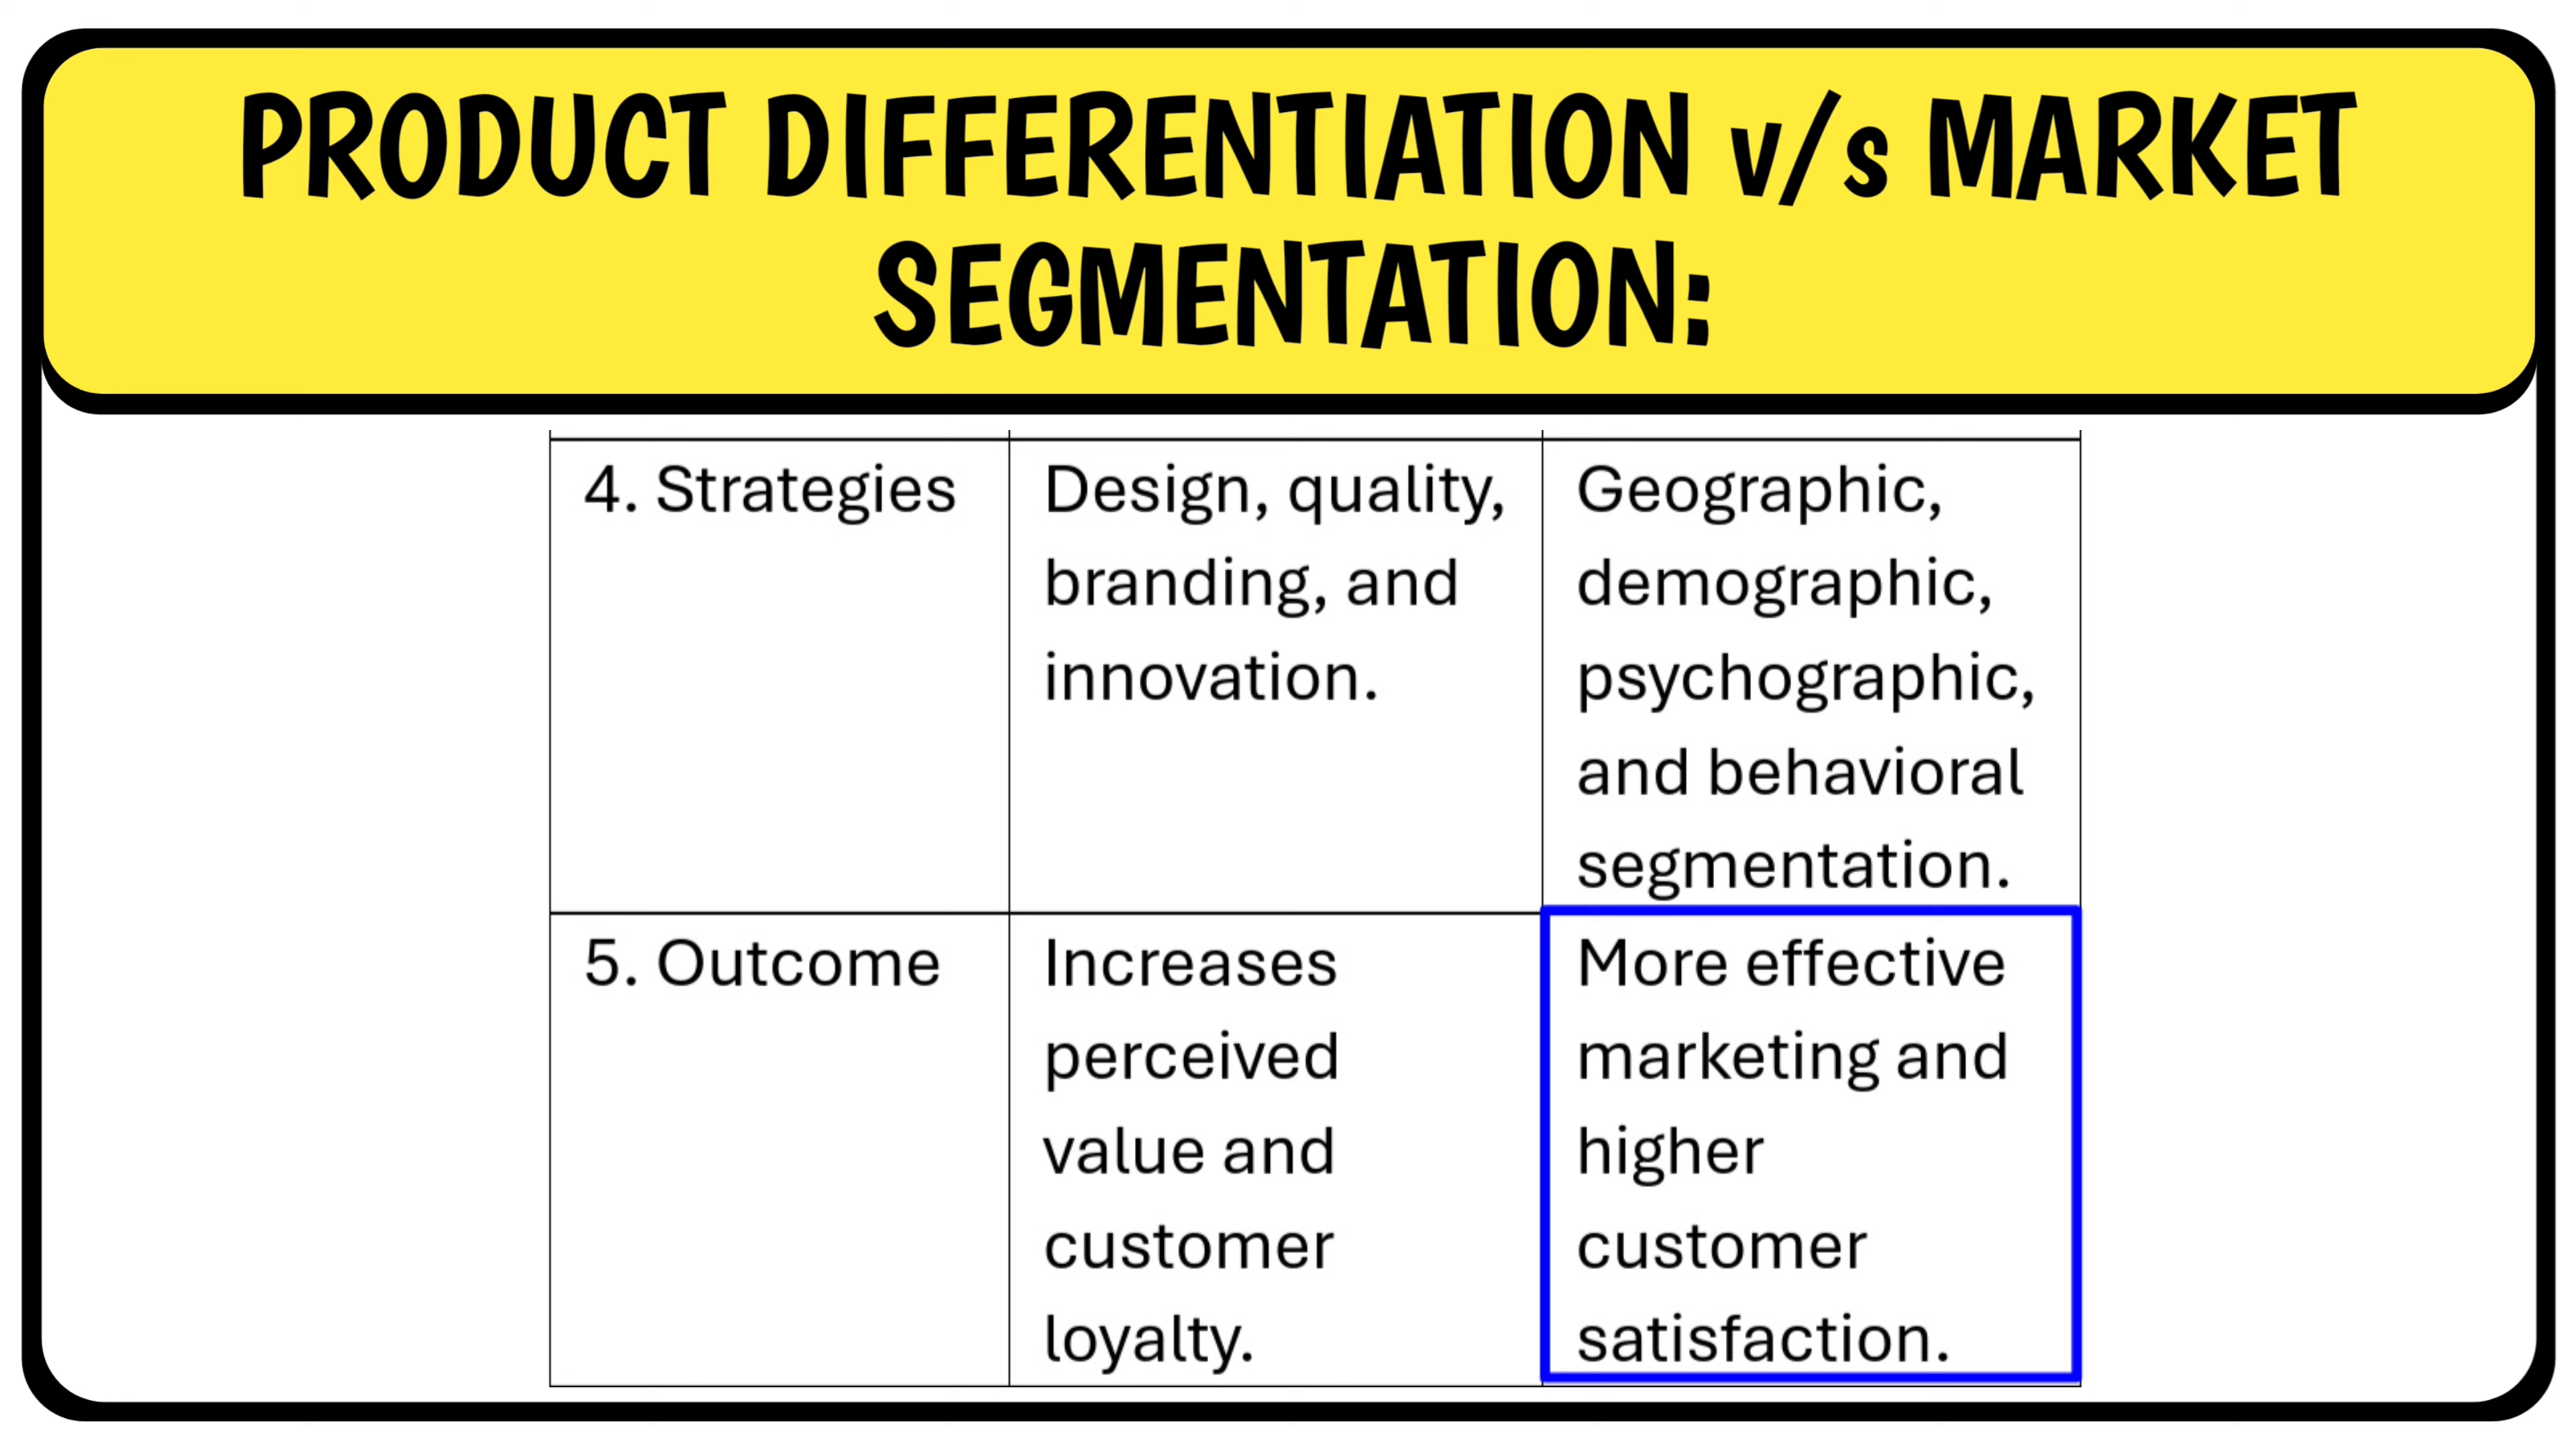 PRODUCT DIFFERENTIATION v/s MARKET
SEGMENTATION:
4. Strategies
Design, quality,
branding, and
innovation.
Geographic,
demographic,
psychographic,
and behavioral
segmentation.
5. Outcome
Increases
perceived
value and
customer
loyalty.
More effective
marketing and
higher
customer
satisfaction.